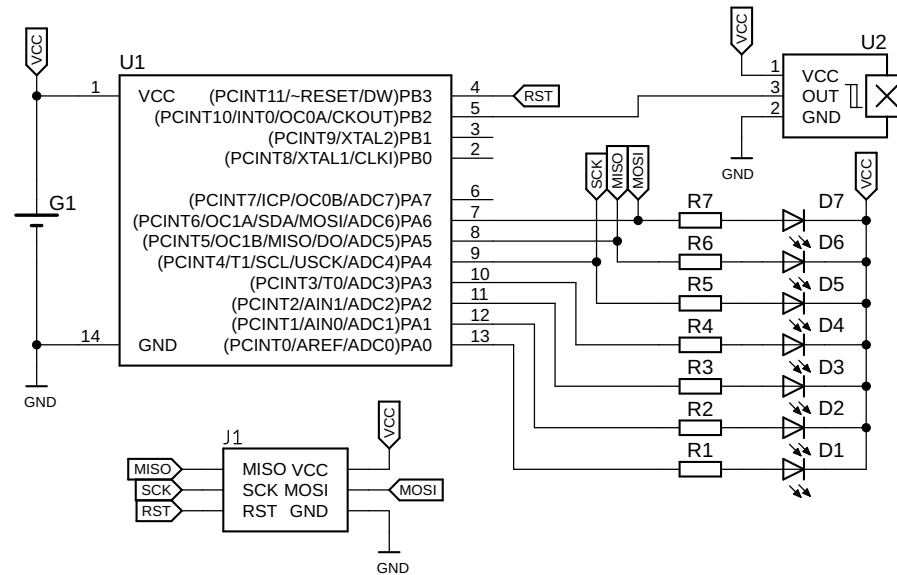 VCC
U1
VCC
U2
1
VCC
(PCINT11/~RESET/DW)PB3
4
RST
(PCINT10/INT0/OC0A/CKOUT)PB2
5
(PCINT9/XTAL2)PB1
3
(PCINT8/XTAL1/CLKI)PB0
2
1
VCC
3
OUT
2
GND
GND
(PCINT7/ICP/OC0B/ADC7)PA7
6
(PCINT6/OC1A/SDA/MOSI/ADC6)PA6
7
(PCINT5/OC1B/MISO/DO/ADC5)PA5
8
(PCINT4/T1/SCL/USCK/ADC4)PA4
9
(PCINT3/T0/ADC3)PA3
10
(PCINT2/AIN1/ADC2)PA2
11
(PCINT1/AIN0/ADC1)PA1
12
(PCINT0/AREF/ADC0)PA0
13
14
GND
G1
GND
SCK
MISO
MOSI
VCC
R7
D7
R6
D6
R5
D5
R4
D4
R3
D3
R2
D2
R1
D1
J1
VCC
MISO
MISO VCC
SCK
SCK MOSI
MOSI
RST
RST GND
GND